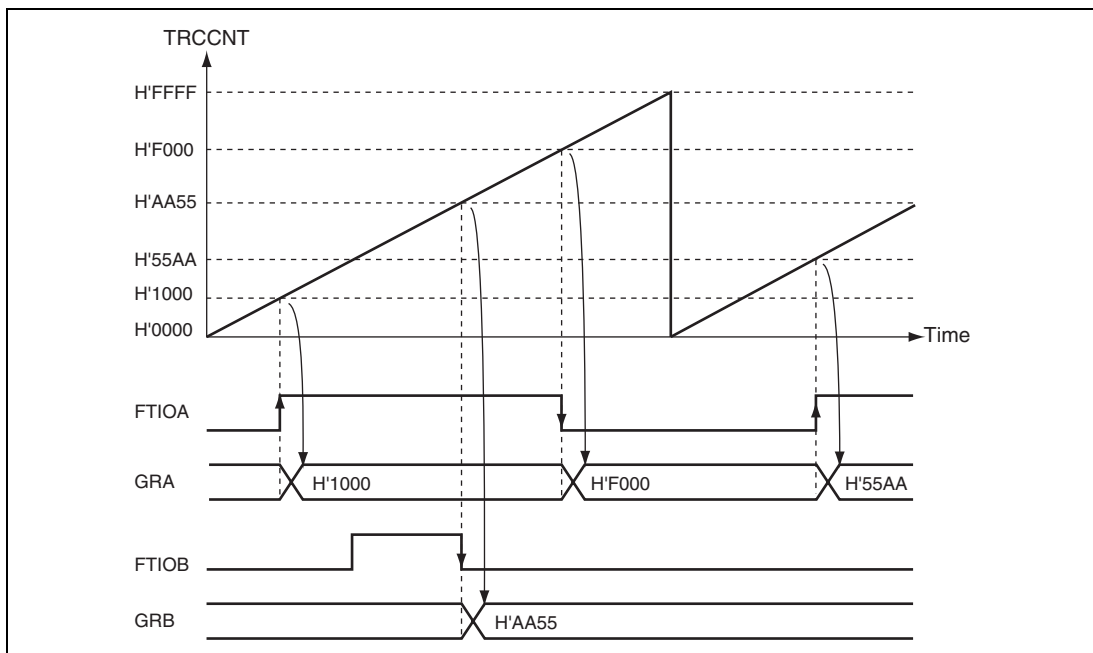 TRCCNT
H'FFFF
H'F000
H'AA55
H'55AA
H'1000
H'0000
Time
FTIOA
GRA
H'1000
H'F000
H'55AA
FTIOB
GRB
H'AA55